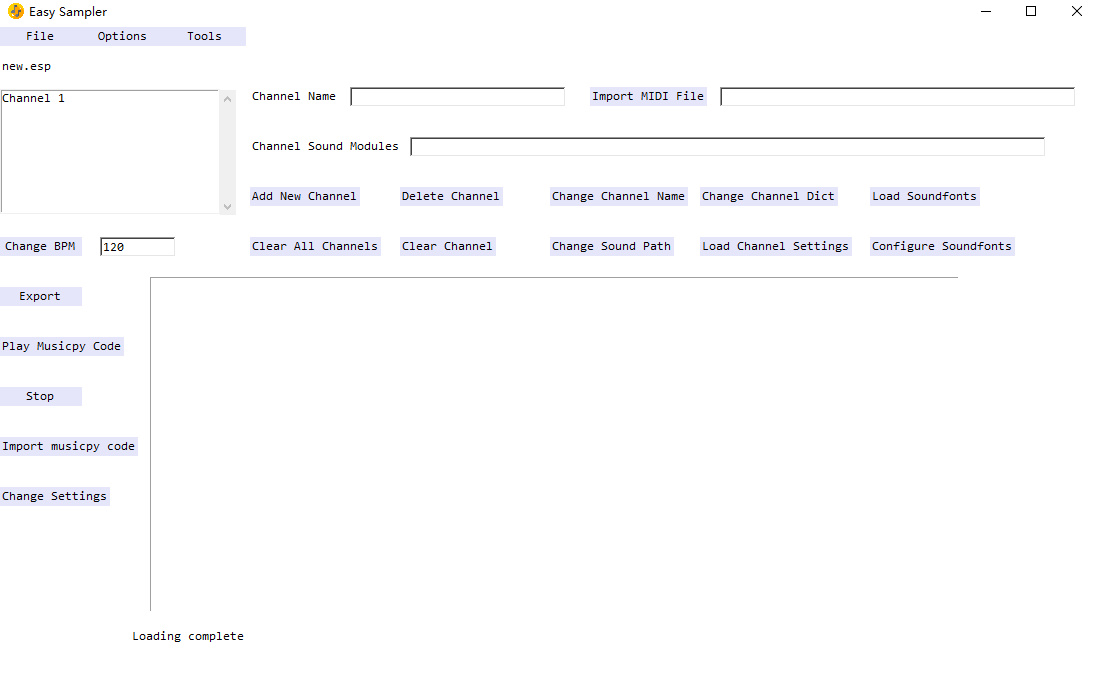 Easy Sampler
File Options Tools
new.esp
Channel 1
Channel Name Import MIDI File
Channel Sound Modules
Add New Channel Delete Channel Change Channel Name Change Channel Dict Load Soundfonts
Change BPM 120 Clear All Channels Clear Channel Change Sound Path Load Channel Settings Configure Soundfonts
Export
Play Musicpy Code
Stop
Import musicpy code
Change Settings
Loading complete